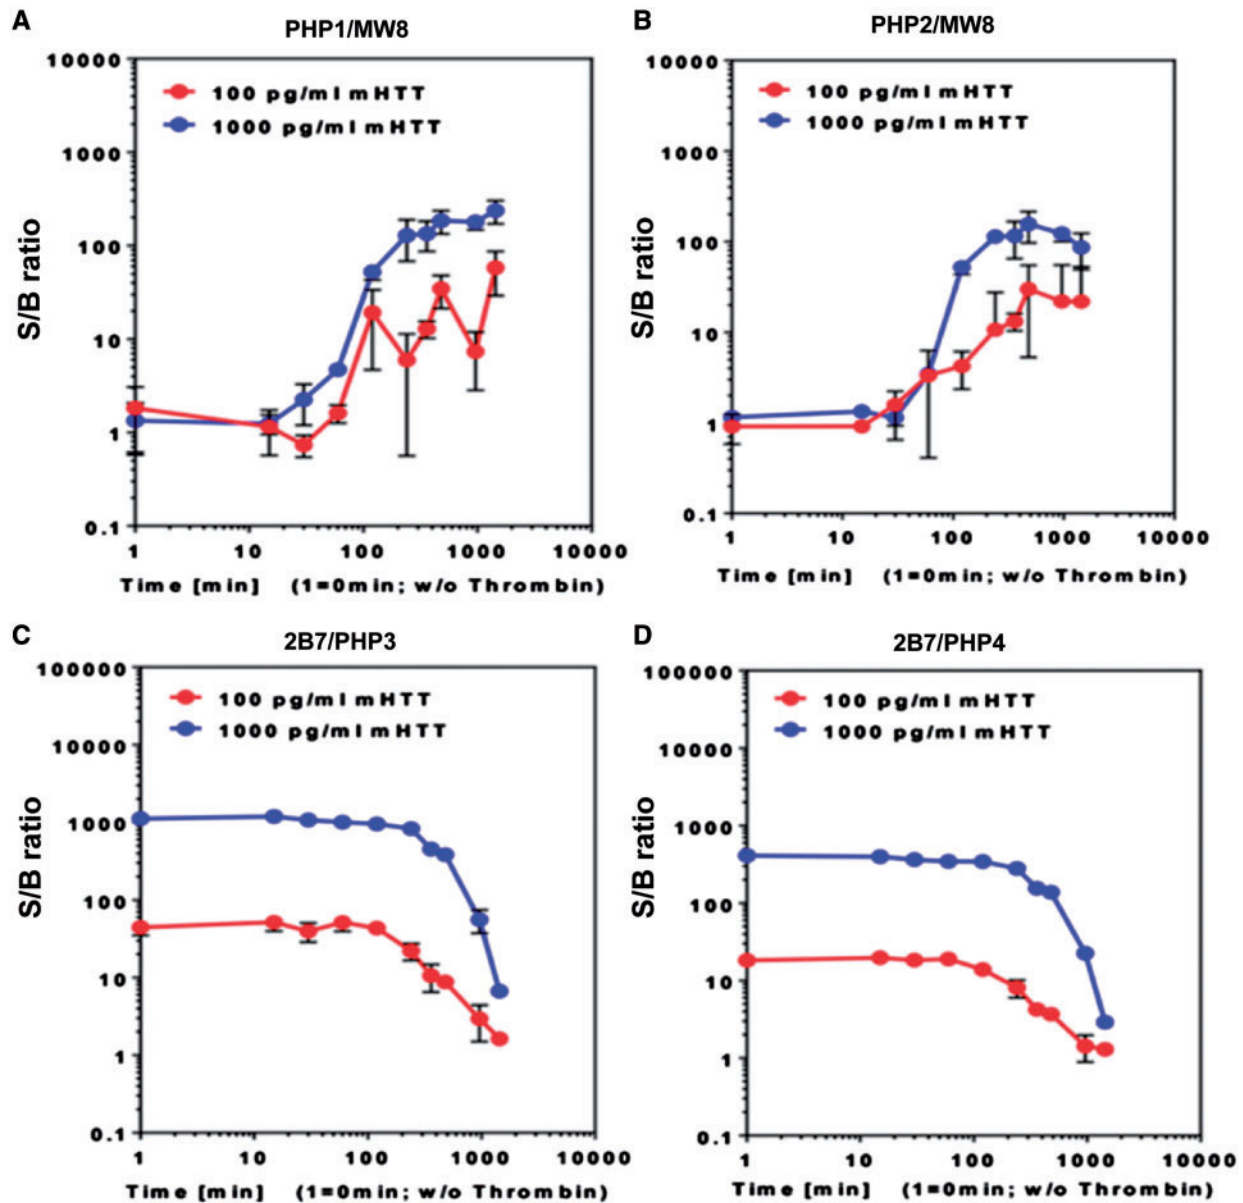 A
PHP1/MW8
10000
1000
100
10
1
0.1
S/B ratio
100 pg/ml mHTT
1000 pg/ml mHTT
1 10 100 1000 10000
Time [min] (1=0min; w/o Thrombin)
B
PHP2/MW8
10000
1000
100
10
1
0.1
S/B ratio
100 pg/ml mHTT
1000 pg/ml mHTT
1 10 100 1000 10000
Time [min] (1=0min; w/o Thrombin)
C
2B7/PHP3
100000
10000
1000
100
10
1
0.1
S/B ratio
100 pg/ml mHTT
1000 pg/ml mHTT
1 10 100 1000 10000
Time [min] (1=0min; w/o Thrombin)
D
2B7/PHP4
100000
10000
1000
100
10
1
0.1
S/B ratio
100 pg/ml mHTT
1000 pg/ml mHTT
1 10 100 1000 10000
Time [min] (1=0min; w/o Thrombin)